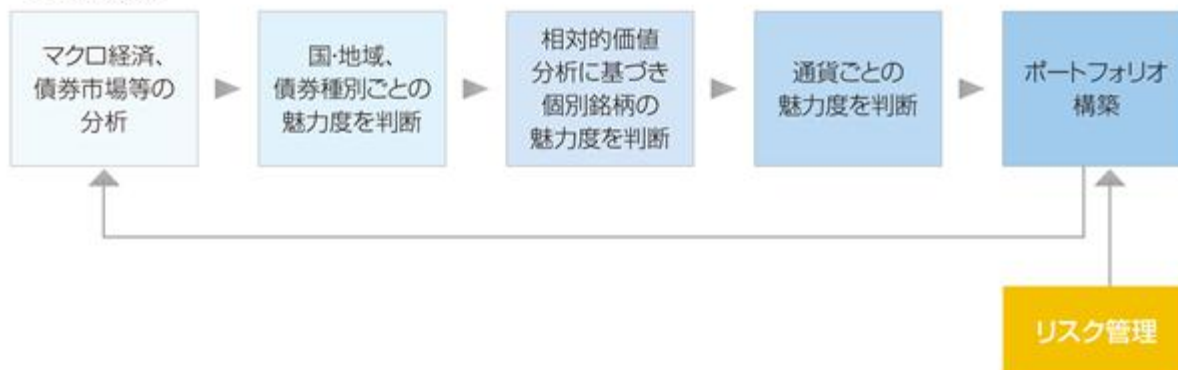 マクロ経済、
債券市場等の
分析
国・地域、
債券種別ごとの
魅力度を判断
相対的価値
分析に基づき
個別銘柄の
魅力度を判断
通貨ごとの
魅力度を判断
ポートフォリオ
構築
リスク管理